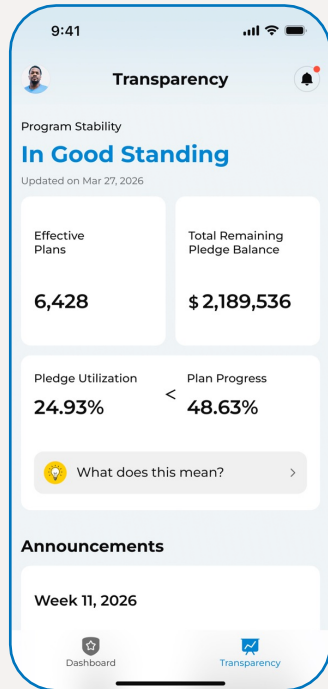 9:41
Transparency
Program Stability
In Good Standing
Updated on Mar 27, 2026
Effective
Plans
6,428
Total Remaining
Pledge Balance
$ 2,189,536
Pledge Utilization
24.93%
<
Plan Progress
48.63%
What does this mean?
Announcements
Week 11, 2026
Dashboard
Transparency